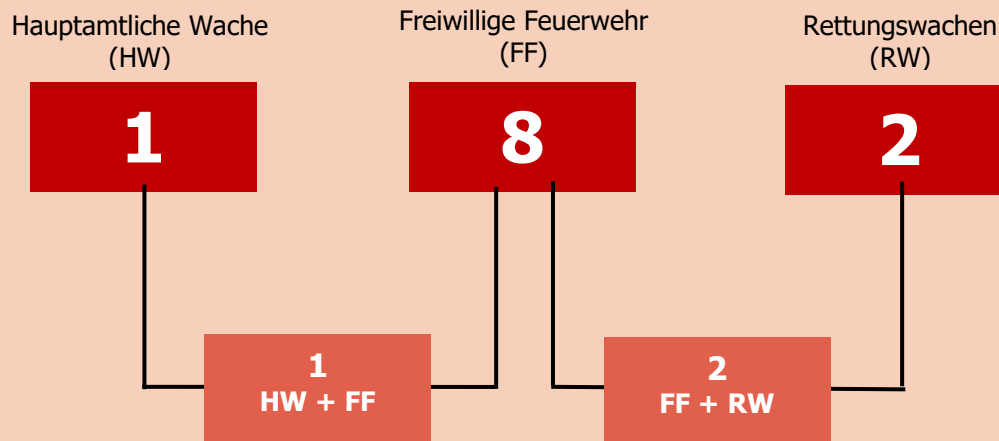 Hauptamtliche Wache
(HW)
Freiwillige Feuerwehr
(FF)
Rettungswachen
(RW)
1
8
2
1
HW + FF
2
FF + RW